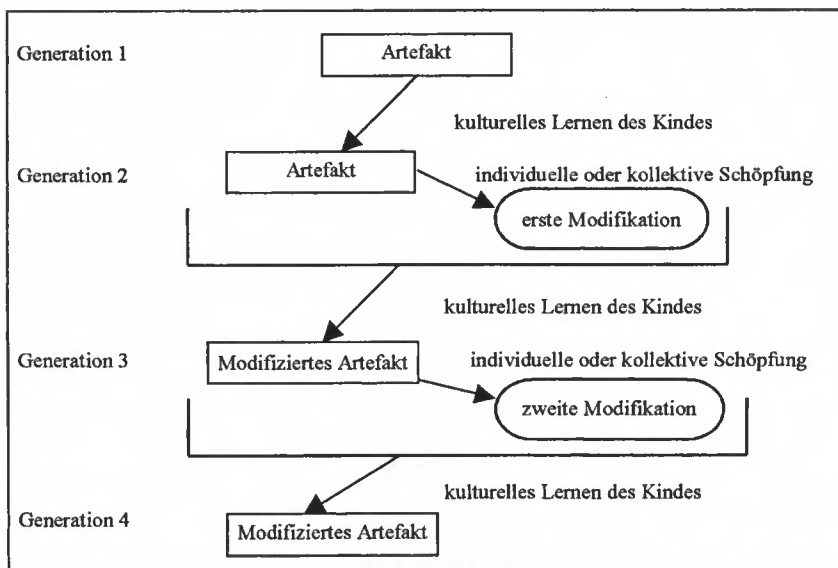 Generation 1
Artefakt
kulturelles Lernen des Kindes
Generation 2
Artefakt
individuelle oder kollektive Schöpfung
erste Modifikation
kulturelles Lernen des Kindes
Generation 3
Modifiziertes Artefakt
individuelle oder kollektive Schöpfung
zweite Modifikation
kulturelles Lernen des Kindes
Generation 4
Modifiziertes Artefakt